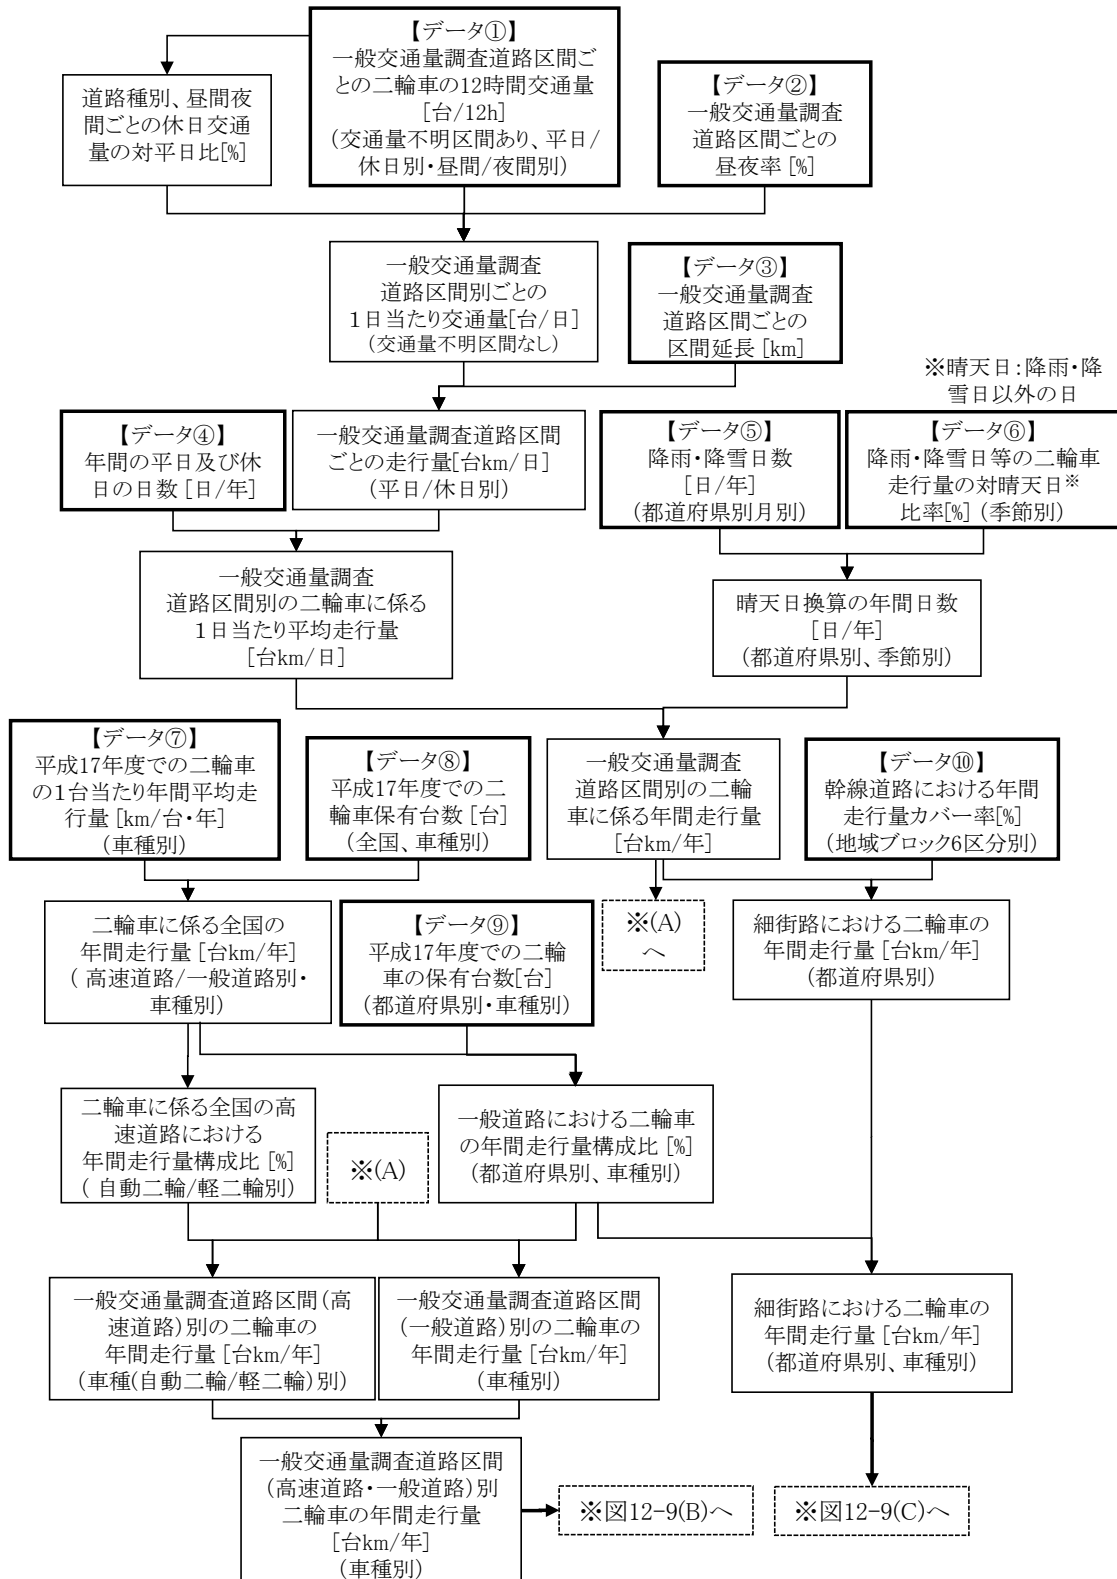 【データ①】
一般交通量調査道路区間ご
との二輪車の12時間交通量
[台/12h]
(交通量不明区間あり、平日/
休日別・昼間/夜間別)
道路種別、昼間夜
間ごとの休日交通
量の対平日比[%]
【データ②】
一般交通量調査
道路区間ごとの
昼夜率 [%]
一般交通量調査
道路区間別ごとの
1日当たり交通量[台/日]
(交通量不明区間なし)
【データ③】
一般交通量調査
道路区間ごとの
区間延長 [km]
※晴天日:降雨・降
雪日以外の日
【データ④】
年間の平日及び休
日の日数 [日/年]
一般交通量調査道路区間
ごとの走行量[台km/日]
(平日/休日別)
【データ⑤】
降雨・降雪日数
[日/年]
(都道府県別月別)
【データ⑥】
降雨・降雪日等の二輪車
走行量の対晴天日※
比率[%] (季節別)
一般交通量調査
道路区間別の二輪車に係る
1日当たり平均走行量
[台km/日]
晴天日換算の年間日数
[日/年]
(都道府県別、季節別)
【データ⑦】
平成17年度での二輪車
の1台当たり年間平均走
行量 [km/台・年]
(車種別)
【データ⑧】
平成17年度での二
輪車保有台数 [台]
(全国、車種別)
一般交通量調査
道路区間別の二輪
車に係る年間走行量
[台km/年]
【データ⑩】
幹線道路における年間
走行量カバー率[%]
(地域ブロック6区分別)
二輪車に係る全国の
年間走行量 [台km/年]
( 高速道路/一般道路別・
車種別)
【データ⑨】
平成17年度での二輪
車の保有台数[台]
(都道府県別・車種別)
※(A)
へ
細街路における二輪車の
年間走行量 [台km/年]
(都道府県別)
二輪車に係る全国の高
速道路における
年間走行量構成比 [%]
( 自動二輪/軽二輪別)
※(A)
一般道路における二輪車
の年間走行量構成比 [%]
(都道府県別、車種別)
一般交通量調査道路区間(高
速道路)別の二輪車の
年間走行量 [台km/年]
(車種(自動二輪/軽二輪)別)
一般交通量調査道路区間
(一般道路)別の二輪車の
年間走行量 [台km/年]
(車種別)
細街路における二輪車の
年間走行量 [台km/年]
(都道府県別、車種別)
一般交通量調査道路区間
(高速道路・一般道路)別
二輪車の年間走行量
[台km/年]
(車種別)
※図12-9(B)へ
※図12-9(C)へ